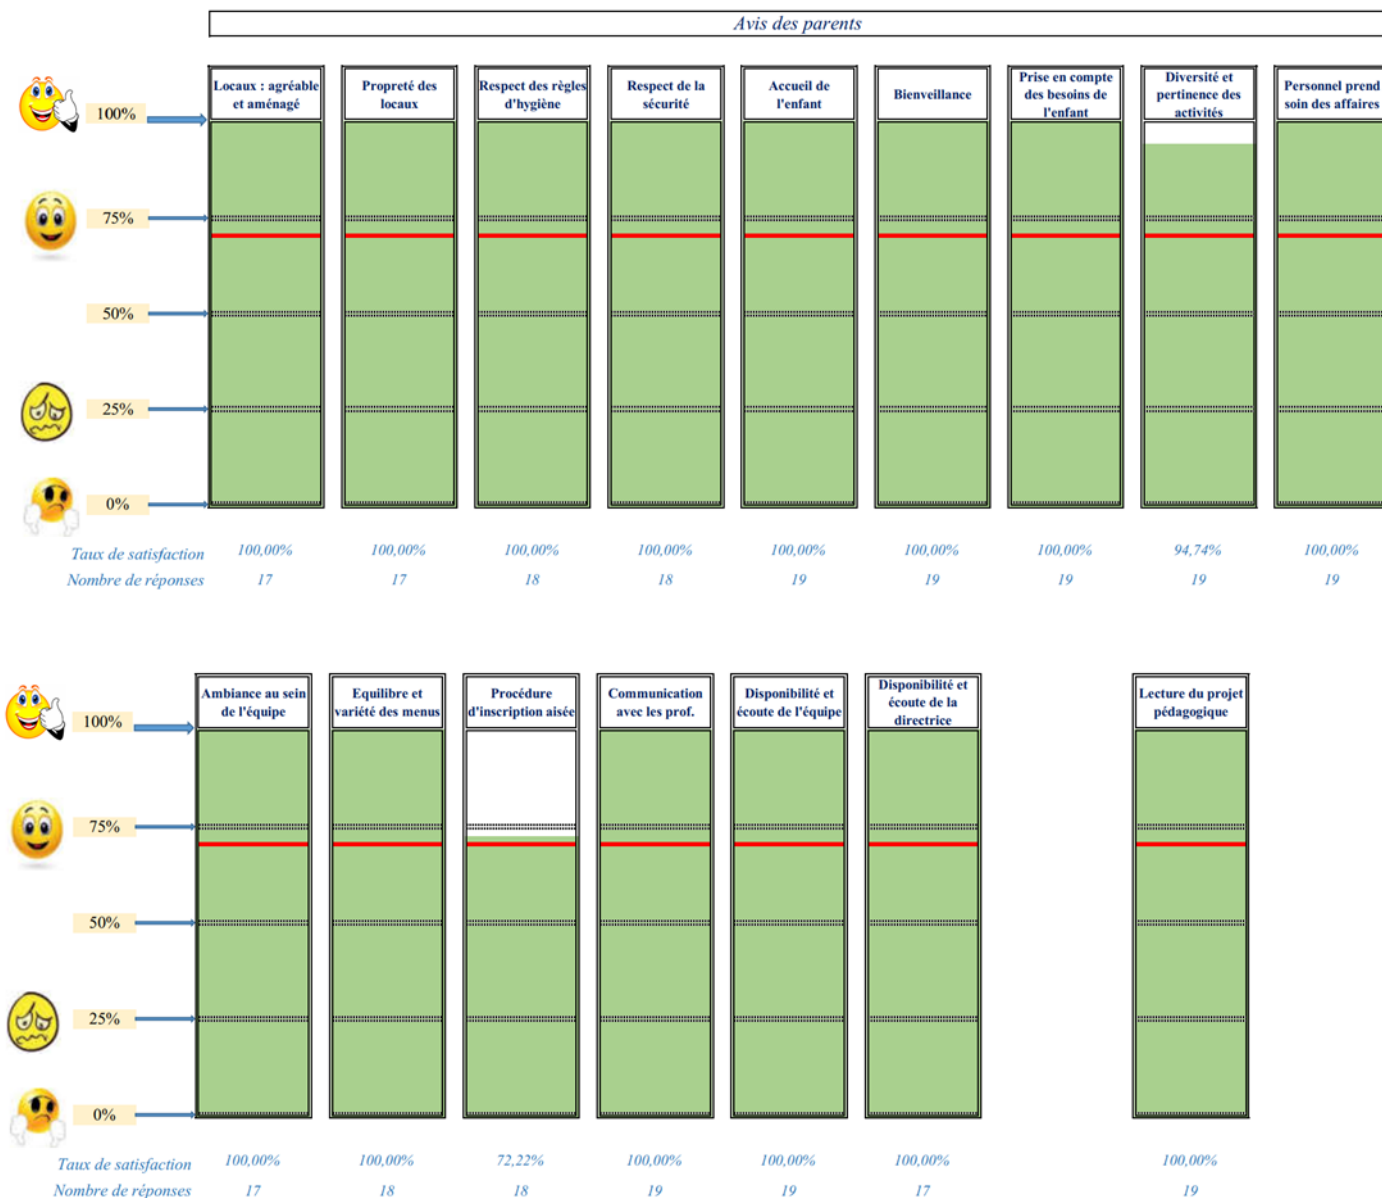 Avis des parents
Locaux : agréable
et aménagé
Propreté des
locaux
Respect des règles
d'hygiène
Respect de la
sécurité
Accueil de
l'enfant
Bienveillance
Prise en compte
des besoins de
l'enfant
Diversité et
pertinence des
activités
Personnel prend
soin des affaires
100%
75%
50%
25%
0%
Taux de satisfaction 100,00% 100,00% 100,00% 100,00% 100,00% 100,00% 100,00% 94,74% 100,00%
Nombre de réponses 17 17 18 18 19 19 19 19 19
Ambiance au sein
de l'équipe
Equilibre et
variété des menus
Procédure
d'inscription aisée
Communication
avec les prof.
Disponibilité et
écoute de l'équipe
Disponibilité et
écoute de la
directrice
Lecture du projet
pédagogique
100%
75%
50%
25%
0%
Taux de satisfaction 100,00% 100,00% 72,22% 100,00% 100,00% 100,00% 100,00%
Nombre de réponses 17 18 18 19 19 17 19